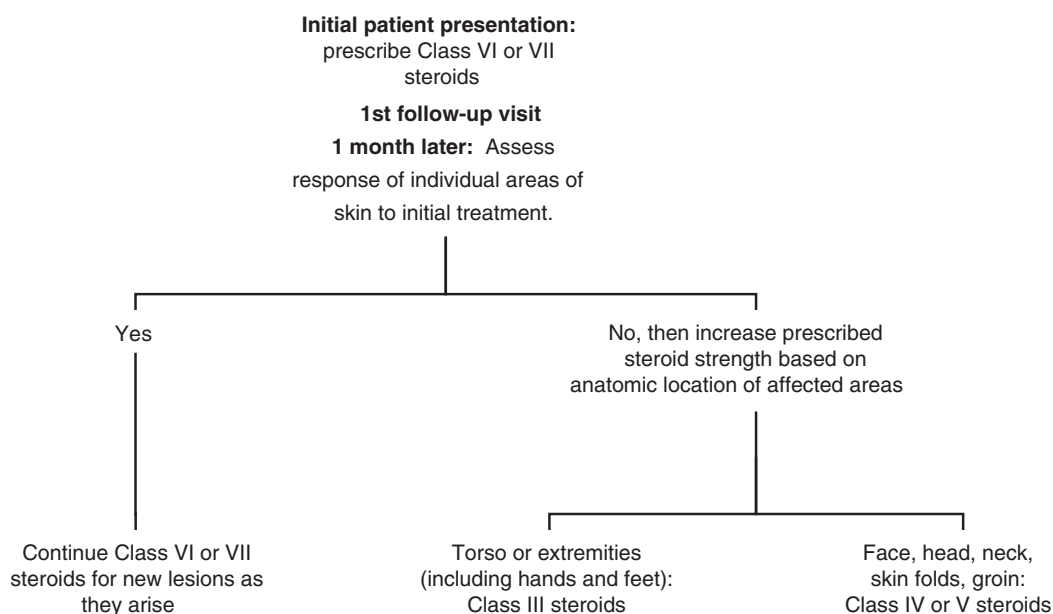 Initial patient presentation:
prescribe Class VI or VII
steroids
1st follow-up visit
1 month later: Assess
response of individual areas of
skin to initial treatment.
Yes
No, then increase prescribed
steroid strength based on
anatomic location of affected areas
Continue Class VI or VII
steroids for new lesions as
they arise
Torso or extremities
(including hands and feet):
Class III steroids
Face, head, neck,
skin folds, groin:
Class IV or V steroids